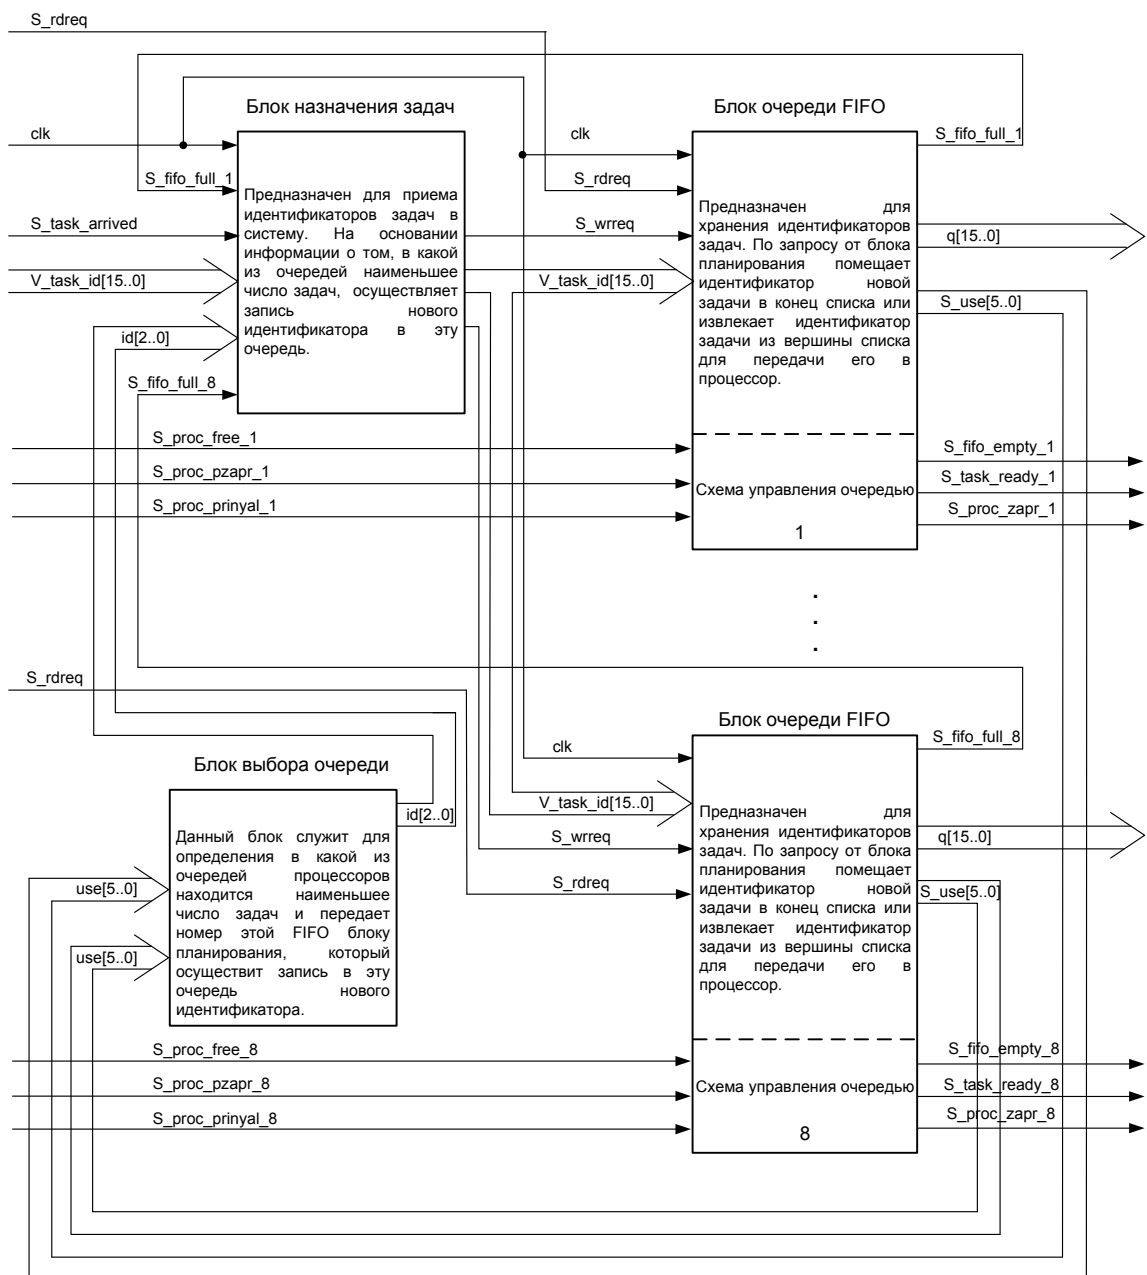 S_rdreq
Блок назначения задач
Блок очереди FIFO
clk
clk
S_fifo_full_1
S_fifo_full_1
S_rdreq
S_task_arrived
S_wrreq
q[15..0]
V_task_id[15..0]
V_task_id[15..0]
S_use[5..0]
id[2..0]
S_fifo_full_8
Предназначен для приема
идентификаторов задач в
систему. На основании
информации о том, в какой
из очередей наименьшее
число задач, осуществляет
запись нового
идентификатора в эту
очередь.
Предназначен для
хранения идентификаторов
задач. По запросу от блока
планирования помещает
идентификатор новой
задачи в конец списка или
извлекает идентификатор
задачи из вершины списка
для передачи его в
процессор.
S_proc_free_1
S_proc_pzapr_1
S_proc_prinyal_1
Схема управления очередью
1
S_fifo_empty_1
S_task_ready_1
S_proc_zapr_1
.
.
.
S_rdreq
Блок очереди FIFO
clk
S_fifo_full_8
Блок выбора очереди
id[2..0]
V_task_id[15..0]
S_wrreq
q[15..0]
S_rdreq
S_use[5..0]
use[5..0]
use[5..0]
Данный блок служит для
определения в какой из
очередей процессоров
находится наименьшее
число задач и передает
номер этой FIFO блоку
планирования, который
осуществит запись в эту
очередь нового
идентификатора.
Предназначен для
хранения идентификаторов
задач. По запросу от блока
планирования помещает
идентификатор новой
задачи в конец списка или
извлекает идентификатор
задачи из вершины списка
для передачи его в
процессор.
S_proc_free_8
S_proc_pzapr_8
S_proc_prinyal_8
Схема управления очередью
8
S_fifo_empty_8
S_task_ready_8
S_proc_zapr_8